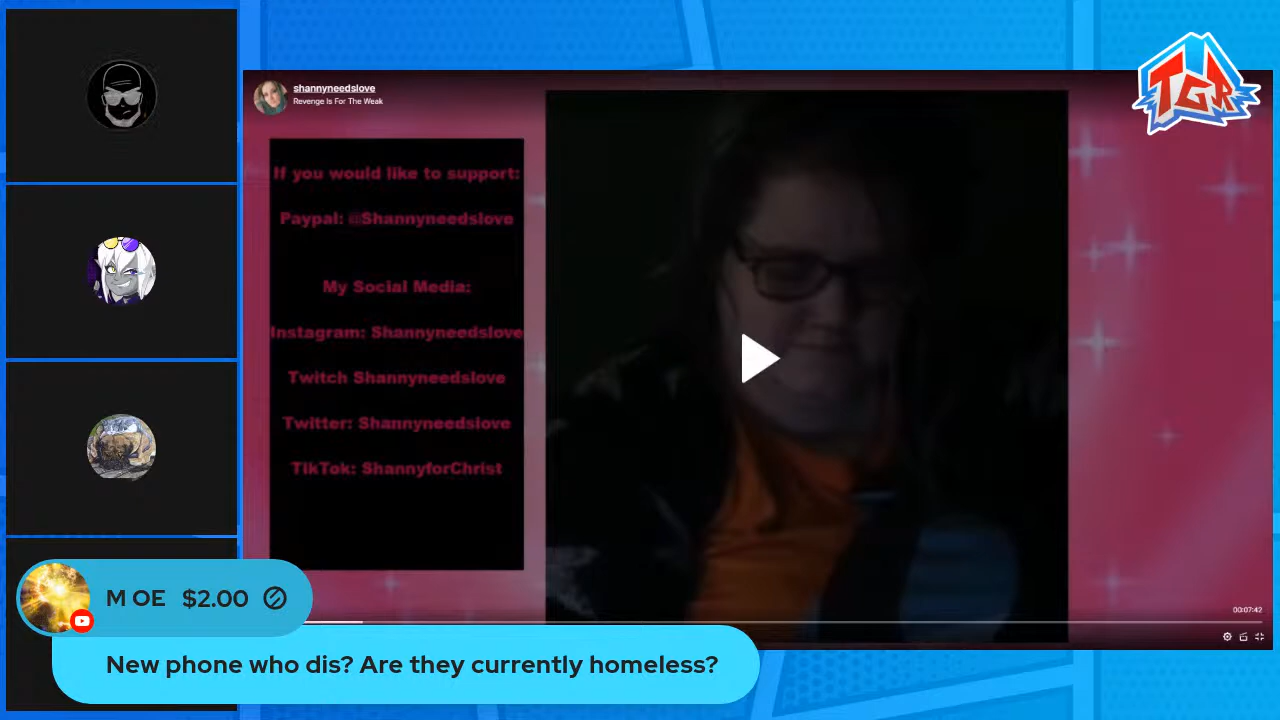 shannyneedslove
Revenge Is For The Weak
TGR
If you would like to support:
Paypal: @Shannyneedslove
My Social Media:
Instagram: Shannyneedslove
Twitch Shannyneedslove
Twitter: Shannyneedslove
TikTok: ShannyforChrist
00:07:42
M OE $2.00
New phone who dis? Are they currently homeless?